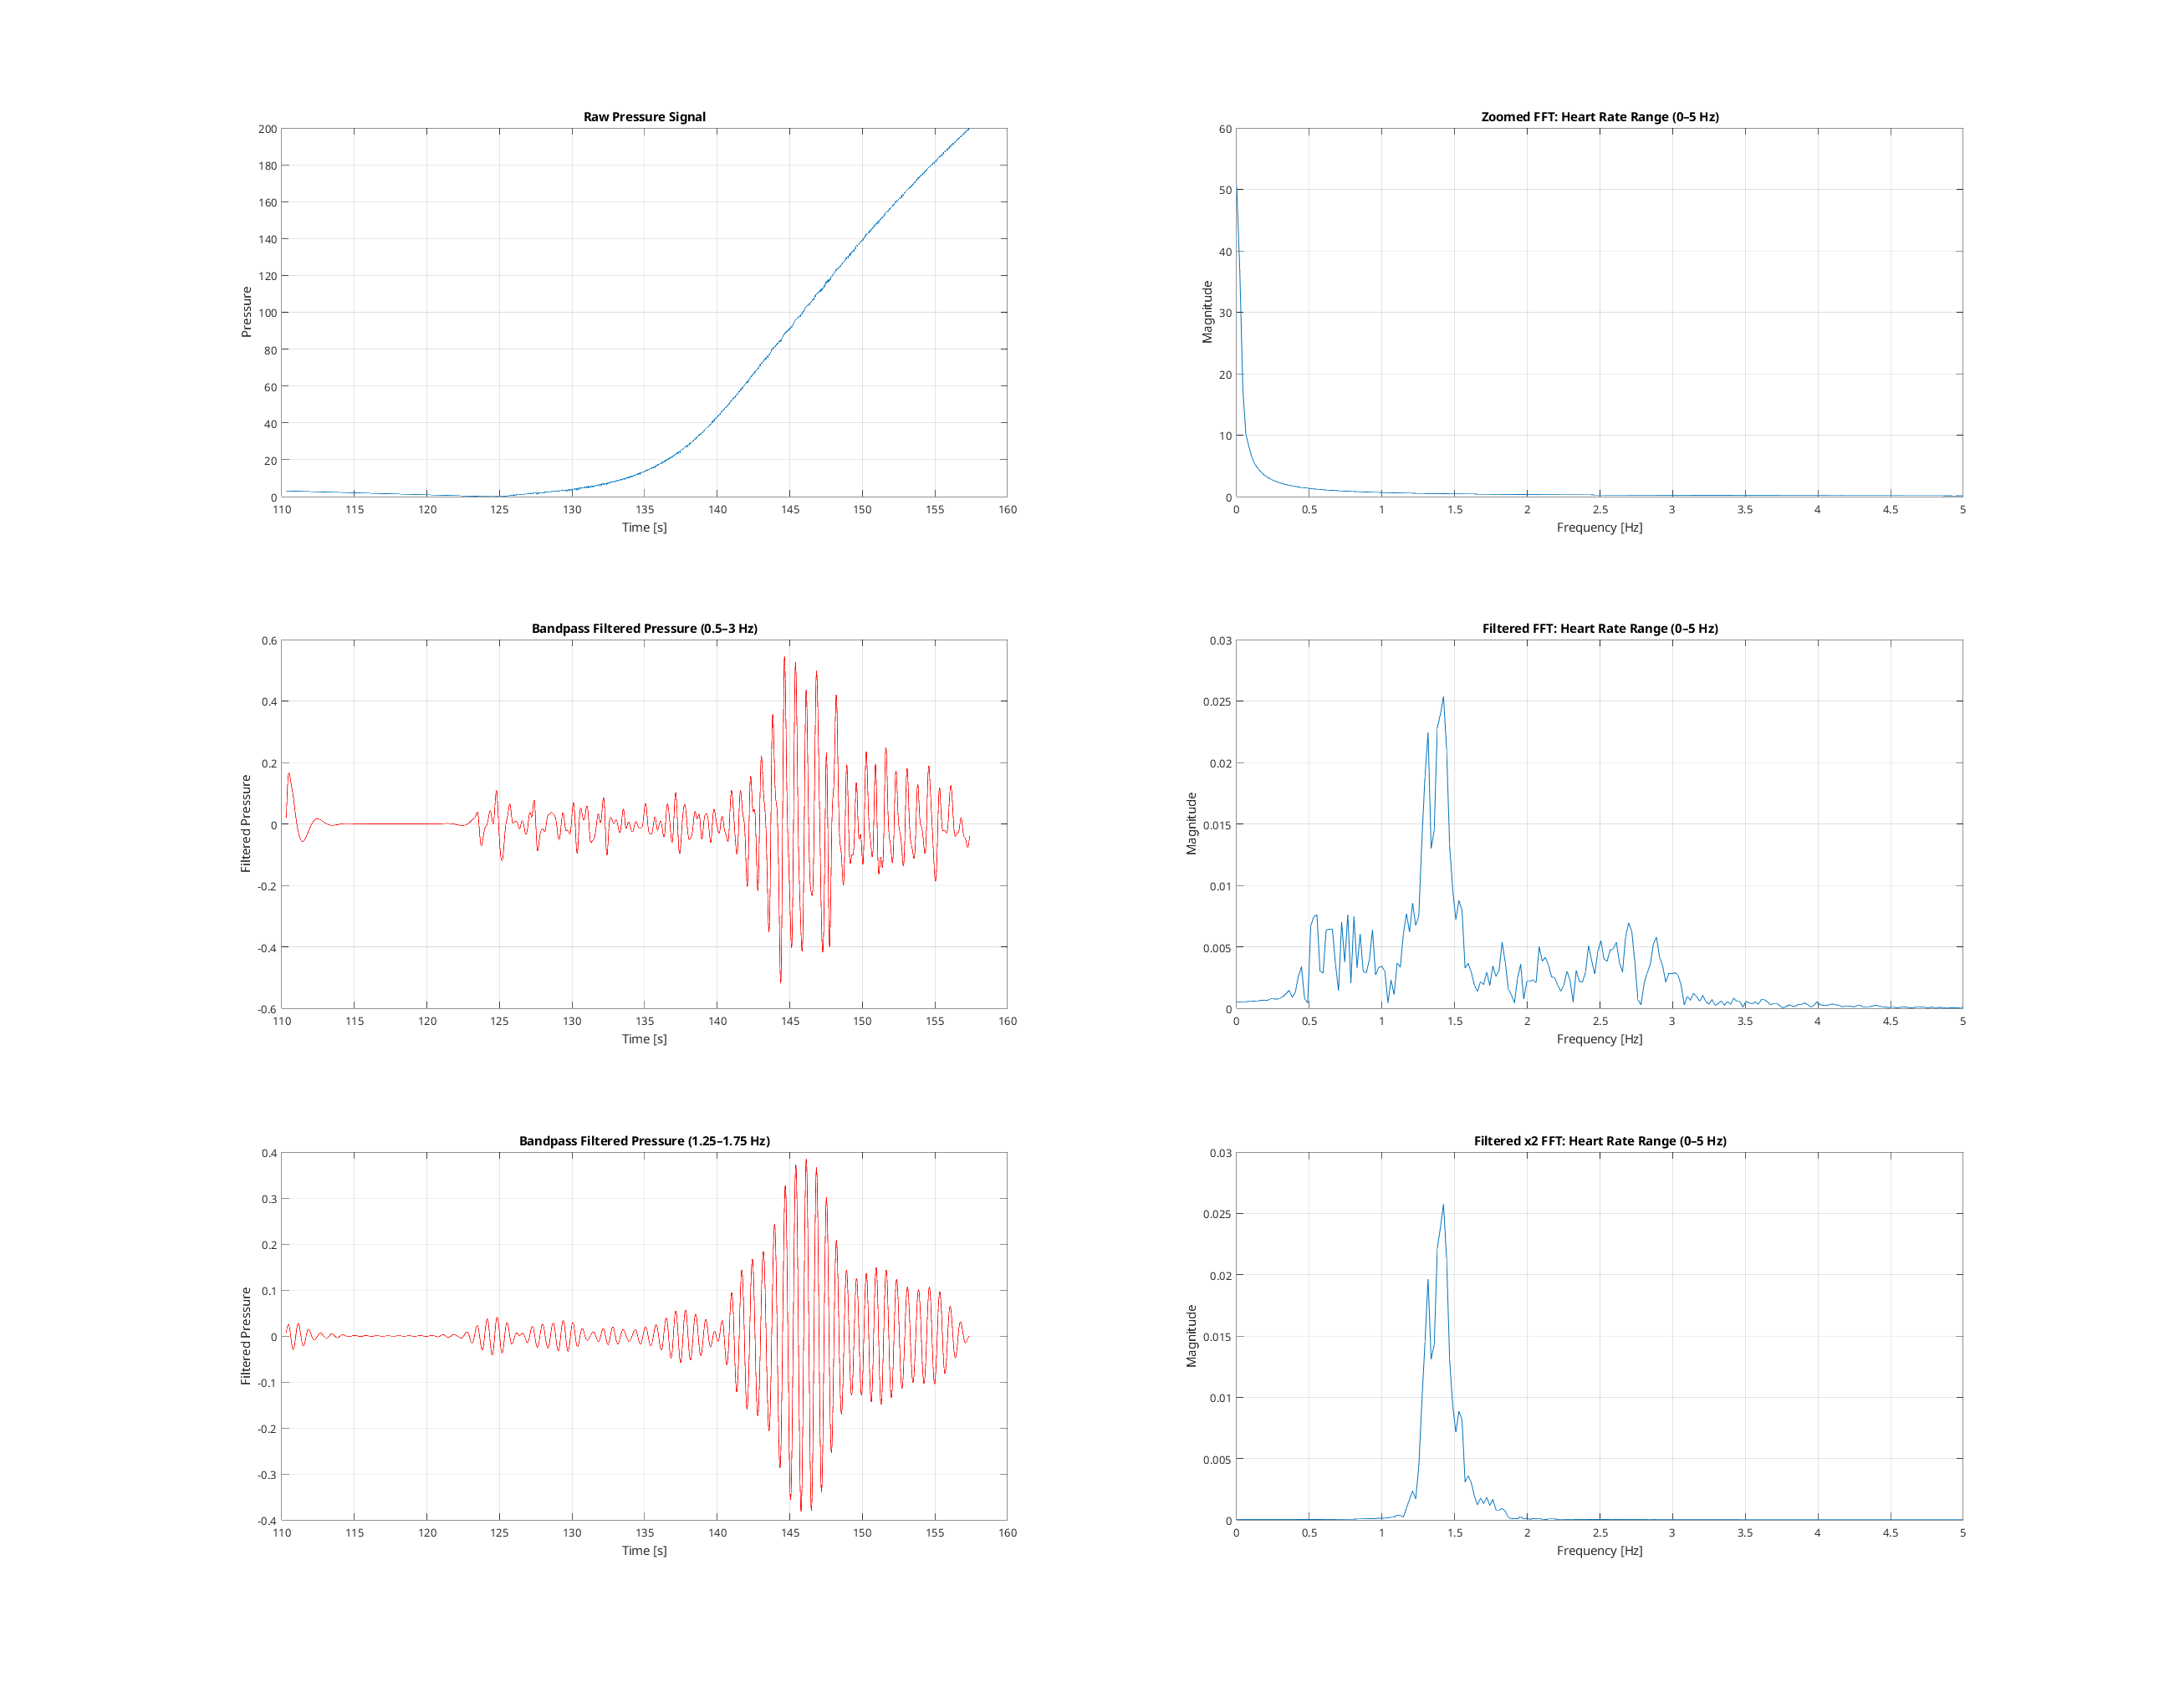 Raw Pressure Signal
200
180
160
140
120
100
80
60
40
20
0
Pressure
110 115 120 125 130 135 140 145 150 155 160
Time [s]
Zoomed FFT: Heart Rate Range (0–5 Hz)
60
50
40
30
20
10
0
Magnitude
0 0.5 1 1.5 2 2.5 3 3.5 4 4.5 5
Frequency [Hz]
Bandpass Filtered Pressure (0.5–3 Hz)
0.6
0.4
0.2
0
-0.2
-0.4
-0.6
Filtered Pressure
110 115 120 125 130 135 140 145 150 155 160
Time [s]
Filtered FFT: Heart Rate Range (0–5 Hz)
0.03
0.025
0.02
0.015
0.01
0.005
0
Magnitude
0 0.5 1 1.5 2 2.5 3 3.5 4 4.5 5
Frequency [Hz]
Bandpass Filtered Pressure (1.25–1.75 Hz)
0.4
0.3
0.2
0.1
0
-0.1
-0.2
-0.3
-0.4
Filtered Pressure
110 115 120 125 130 135 140 145 150 155 160
Time [s]
Filtered x2 FFT: Heart Rate Range (0–5 Hz)
0.03
0.025
0.02
0.015
0.01
0.005
0
Magnitude
0 0.5 1 1.5 2 2.5 3 3.5 4 4.5 5
Frequency [Hz]